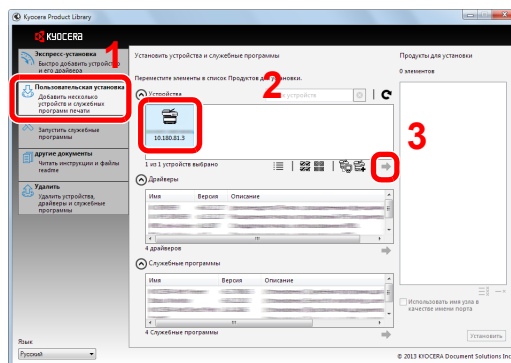 Kyocera Product Library
KYOCERA
1
Экспресс-установка
Быстро добавить устройство
и его драйвера
Пользовательская установка
Добавить несколько
устройств и служебных
программ печати
Запустить служебные
программы
другие документы
Читать инструкции и файлы
readme
Удалить
Удалить устройства,
драйверы и служебные
программы
Язык
Русский
Установить устройства и служебные программы
Переместите элементы в список Продуктов для установки.
Устройства
2
устройств
10.180.81.3
3
1 из 1 устройств выбрано
Драйверы
Имя Версия Описание
4 драйверов
Служебные программы
Имя Версия Описание
4 Служебные программы
Продукты для установки
0 элементов
Использовать имя узла в
качестве имени порта
Установить
© 2013 KYOCERA Document Solutions Inc.